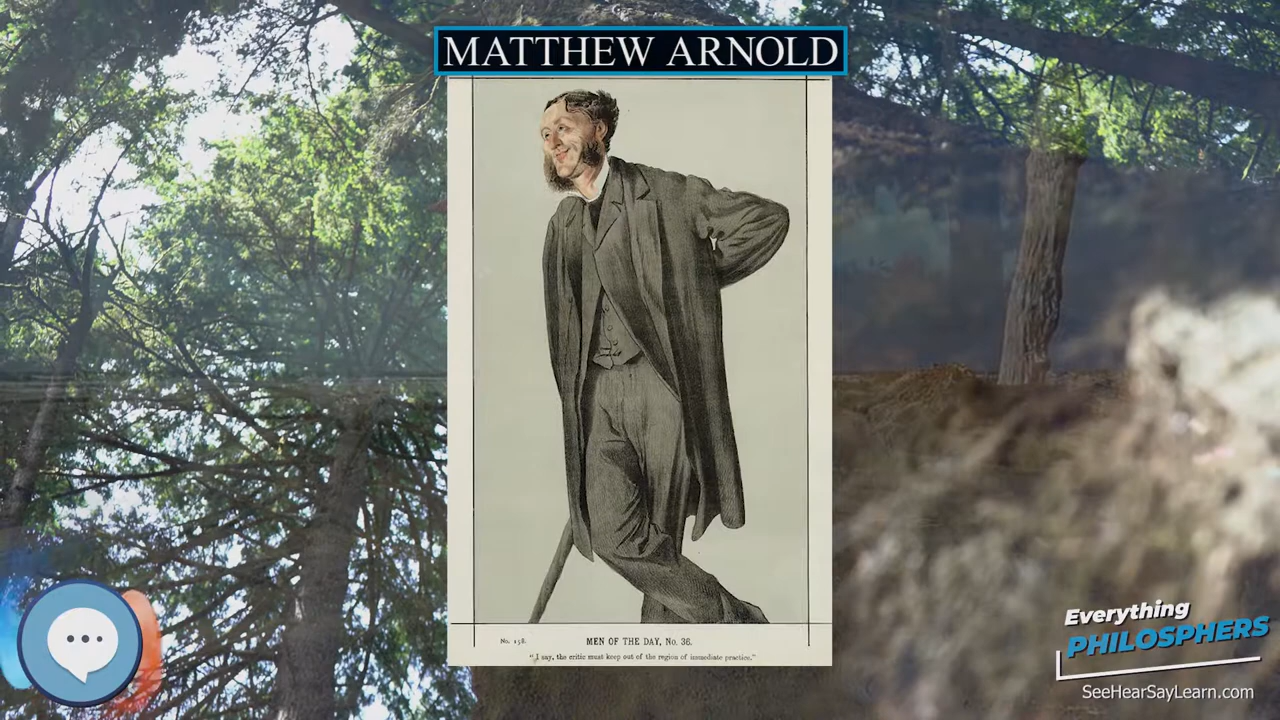 MATTHEW ARNOLD
No. 158.
MEN OF THE DAY, No. 36.
"I say, the critic must keep out of the region of immediate practice."
Everything
PHILOSPHERS
SeeHearSayLearn.com